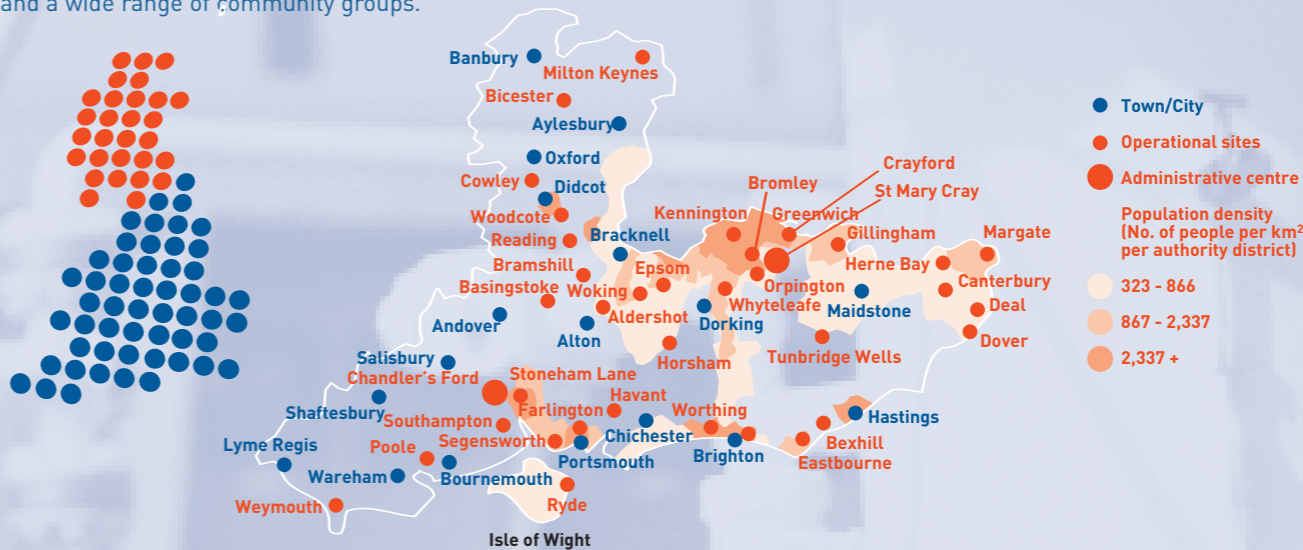 and a wide range of community groups.
Banbury
Milton Keynes
Bicester
Aylesbury
Oxford
Cowley
Didcot
Woodcote
Reading
Bracknell
Bramshill
Basingstoke
Woking
Epsom
Aldershot
Andover
Alton
Horsham
Kennington
Bromley
Greenwich
Crayford
St Mary Cray
Gillingham
Orpington
Whyteleafe
Dorking
Maidstone
Tunbridge Wells
Herne Bay
Margate
Canterbury
Deal
Dover
Salisbury
Chandler's Ford
Stoneham Lane
Shaftesbury
Southampton
Farlington
Havant
Segensworth
Portsmouth
Chichester
Worthing
Brighton
Hastings
Bexhill
Eastbourne
Lyme Regis
Poole
Wareham
Bournemouth
Weymouth
Ryde
Isle of Wight
Town/City
Operational sites
Administrative centre
Population density
(No. of people per km²
per authority district)
323 - 866
867 - 2,337
2,337 +